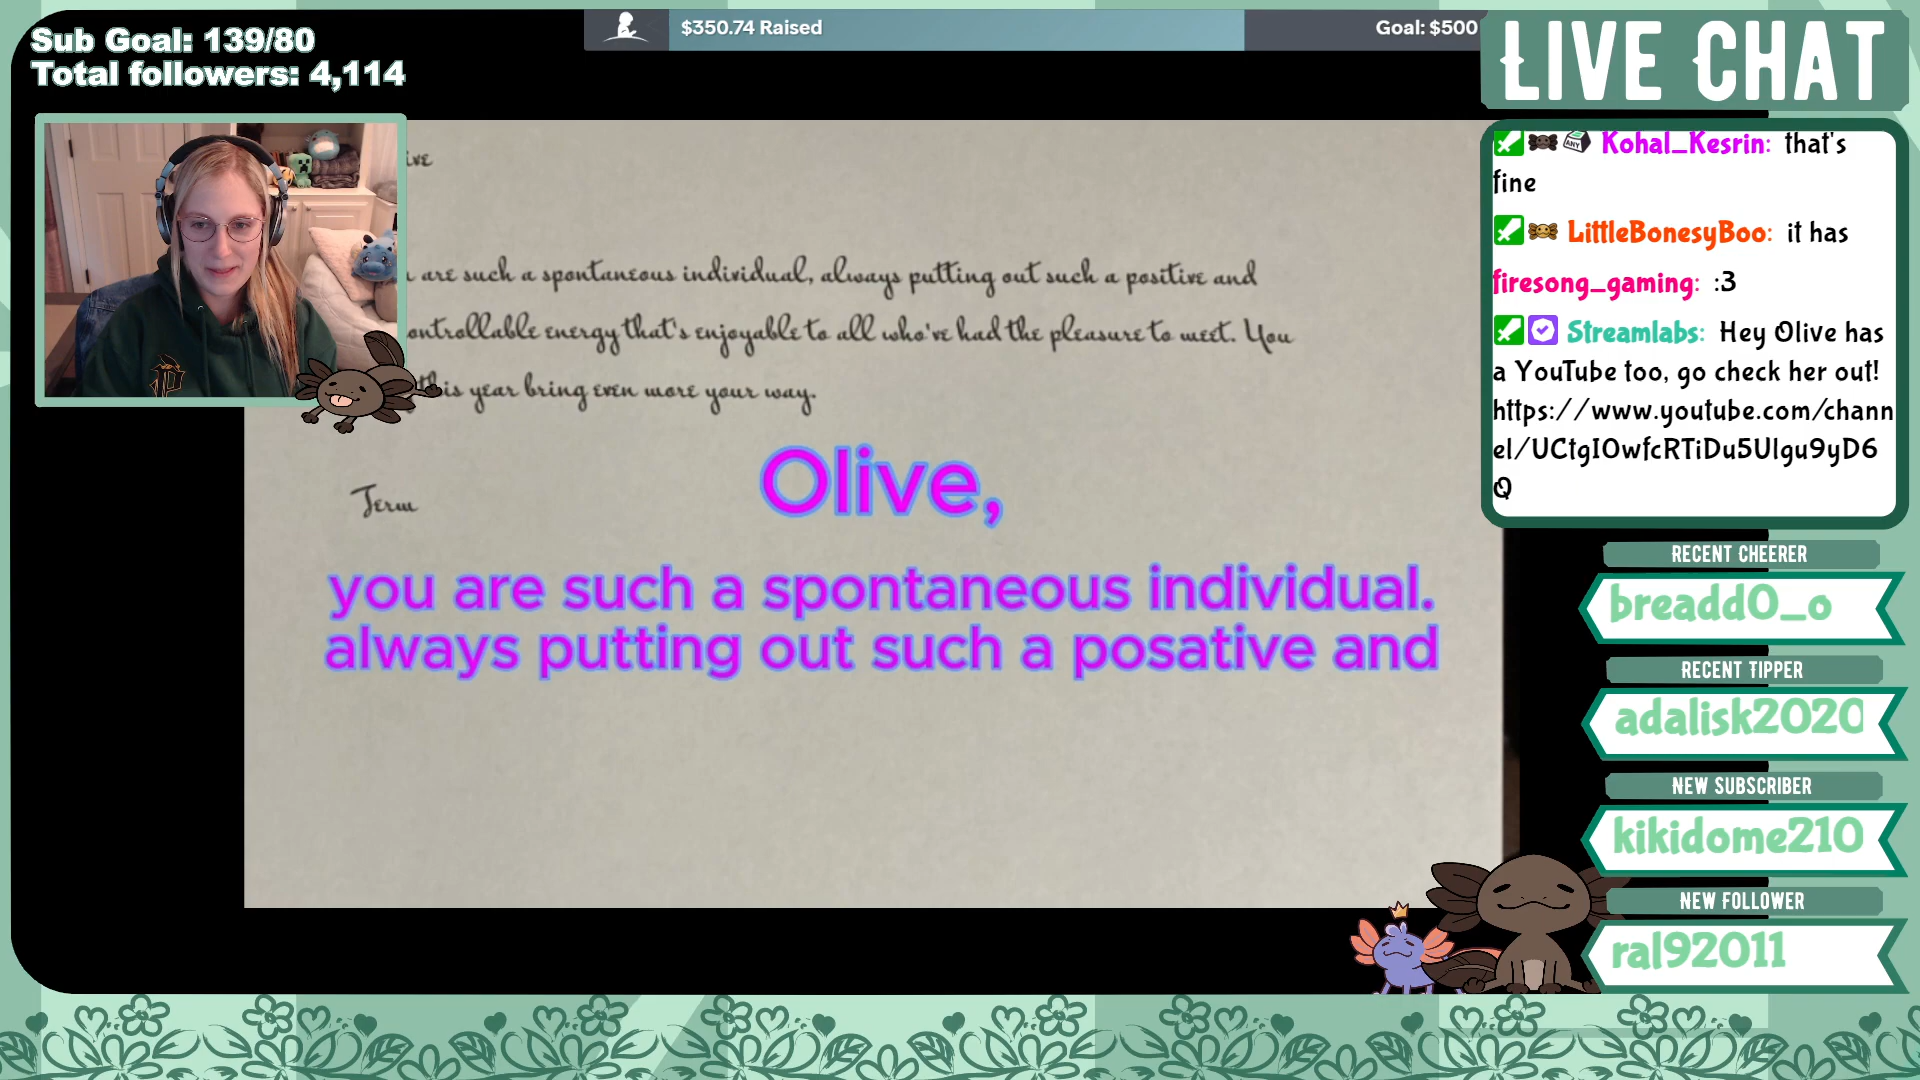 Sub Goal: 139/80
Total followers: 4,114
$350.74 Raised
Goal: $500
LIVE CHAT
ANY Kohal_Kesrin: that's
fine
LittleBonesyBoo: it has
firesong_gaming: :3
Streamlabs: Hey Olive has
a YouTube too, go check her out!
https://www.youtube.com/chann
el/UCtgIOwfcRTiDu5Ulgu9yD6
Q
are such a spontaneous individual, always putting out such a positive and
ontrollable energy that's enjoyable to all who've had the pleasure to meet. You
this year bring even more your way.
Term
Olive,
you are such a spontaneous individual.
always putting out such a posative and
RECENT CHEERER
breadd0_o
RECENT TIPPER
adalisk2020
NEW SUBSCRIBER
kikidome210
NEW FOLLOWER
ral92011